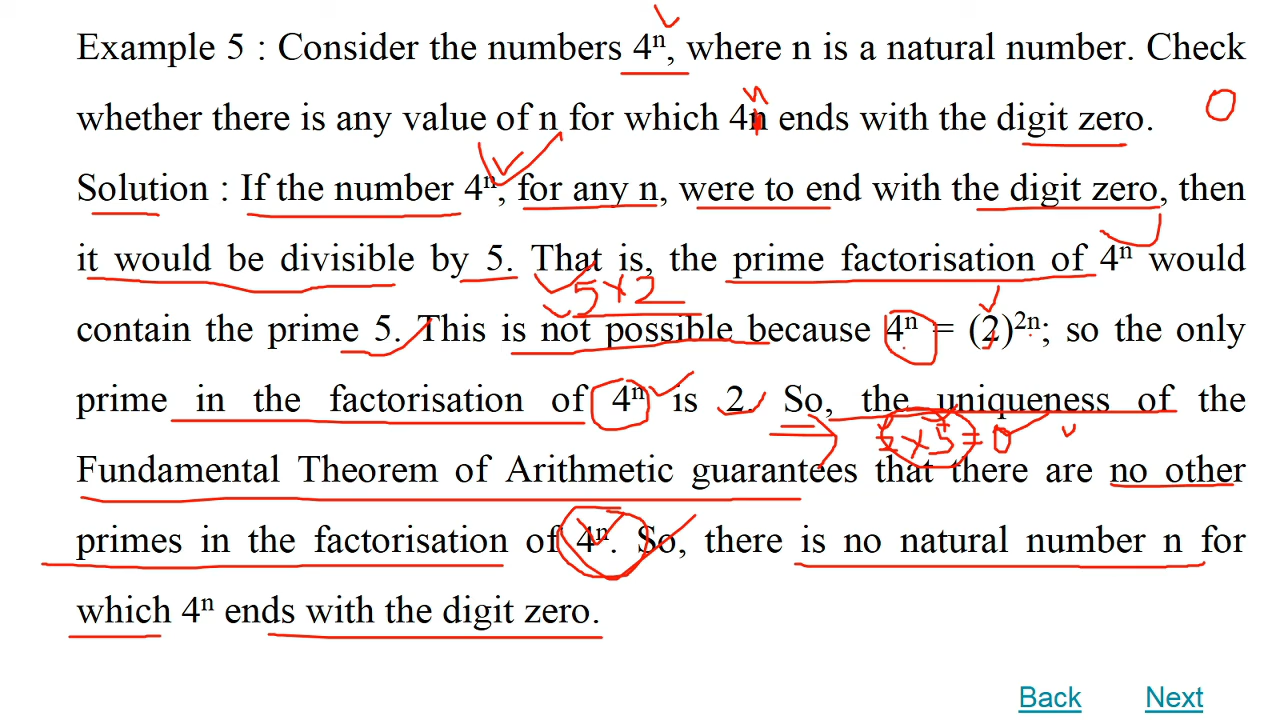 Example 5 : Consider the numbers 4ⁿ, where n is a natural number. Check
whether there is any value of n for which 4n ends with the digit zero.
n
0
Solution : If the number 4ⁿ, for any n, were to end with the digit zero, then
it would be divisible by 5. That is, the prime factorisation of 4ⁿ would
5 × 2
contain the prime 5. This is not possible because 4ⁿ = (2)²ⁿ; so the only
prime in the factorisation of 4ⁿ is 2. So, the uniqueness of the
2 × 5 = 0
Fundamental Theorem of Arithmetic guarantees that there are no other
primes in the factorisation of 4ⁿ. So, there is no natural number n for
which 4ⁿ ends with the digit zero.
Back Next